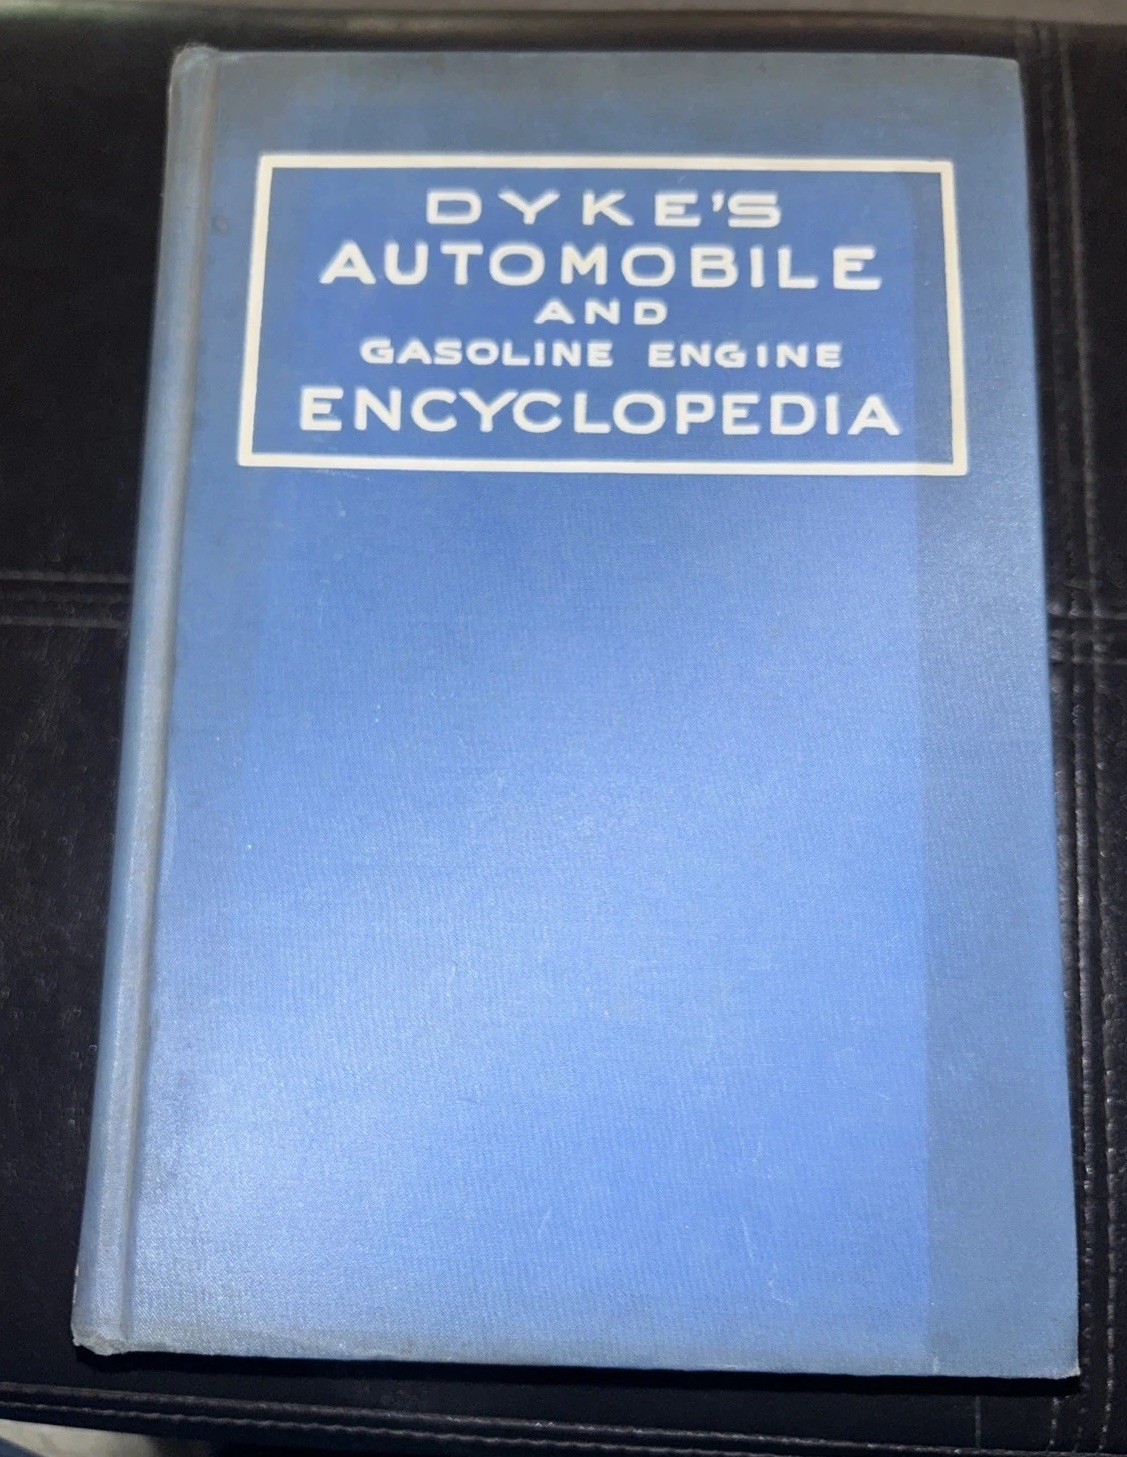 DYKE'S
AUTOMOBILE
AND
GASOLINE ENGINE
ENCYCLOPEDIA